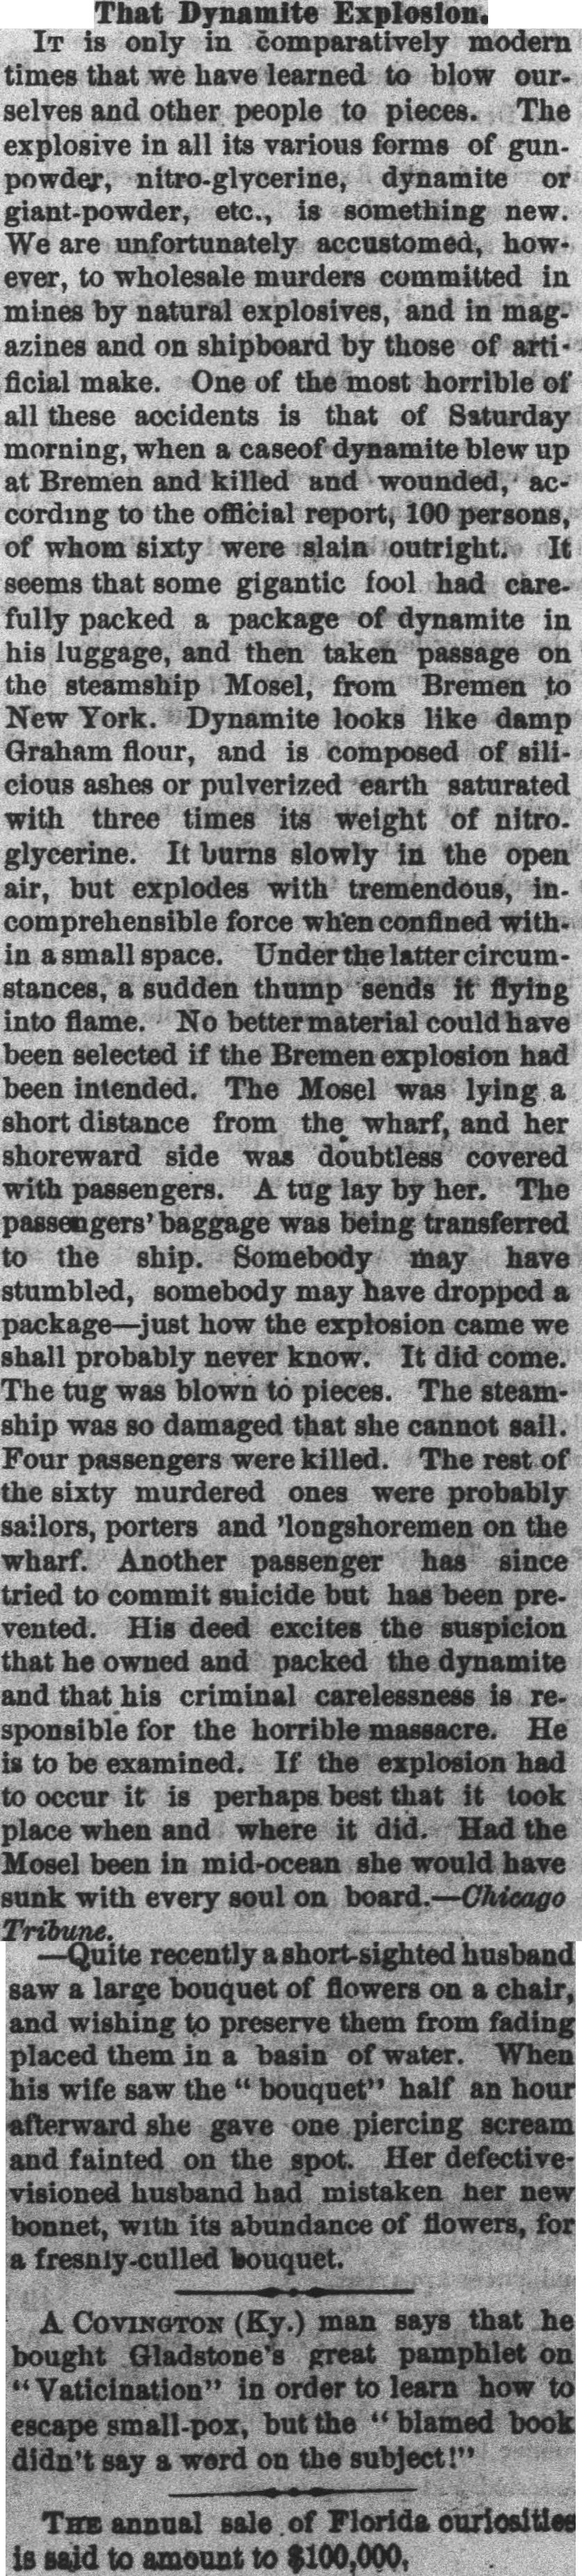 That Dynamite Explosion.
IT is only in comparatively modern
times that we have learned to blow our-
selves and other people to pieces. The
explosive in all its various forms of gun-
powder, nitro-glycerine, dynamite or
giant-powder, etc., is something new.
We are unfortunately accustomed, how-
ever, to wholesale murders committed in
mines by natural explosives, and in mag-
azines and on shipboard by those of arti-
ficial make. One of the most horrible of
all these accidents is that of Saturday
morning, when a caseof dynamite blew up
at Bremen and killed and wounded, ac-
cording to the official report, 100 persons,
of whom sixty were slain outright. It
seems that some gigantic fool had care-
fully packed a package of dynamite in
his luggage, and then taken passage on
the steamship Mosel, from Bremen to
New York. Dynamite looks like damp
Graham flour, and is composed of sili-
cious ashes or pulverized earth saturated
with three times its weight of nitro-
glycerine. It burns slowly in the open
air, but explodes with tremendous, in-
comprehensible force when confined with-
in a small space. Under the latter circum-
stances, a sudden thump sends it flying
into flame. No better material could have
been selected if the Bremen explosion had
been intended. The Mosel was lying a
short distance from the wharf, and her
shoreward side was doubtless covered
with passengers. A tug lay by her. The
passengers' baggage was being transferred
to the ship. Somebody may have
stumbled, somebody may have dropped a
package—just how the explosion came we
shall probably never know. It did come.
The tug was blown to pieces. The steam-
ship was so damaged that she cannot sail.
Four passengers were killed. The rest of
the sixty murdered ones were probably
sailors, porters and 'longshoremen on the
wharf. Another passenger has since
tried to commit suicide but has been pre-
vented. His deed excites the suspicion
that he owned and packed the dynamite
and that his criminal carelessness is re-
sponsible for the horrible massacre. He
is to be examined. If the explosion had
to occur it is perhaps best that it took
place when and where it did. Had the
Mosel been in mid-ocean she would have
sunk with every soul on board.—Chicago
Tribune.
—Quite recently a short-sighted husband
saw a large bouquet of flowers on a chair,
and wishing to preserve them from fading
placed them in a basin of water. When
his wife saw the "bouquet" half an hour
afterward she gave one piercing scream
and fainted on the spot. Her defective-
visioned husband had mistaken her new
bonnet, with its abundance of flowers, for
a freshly-culled bouquet.
A COVINGTON (Ky.) man says that he
bought Gladstone's great pamphlet on
"Vaticination" in order to learn how to
escape small-pox, but the "blamed book
didn't say a word on the subject!"
THE annual sale of Florida curiosities
is said to amount to $100,000.